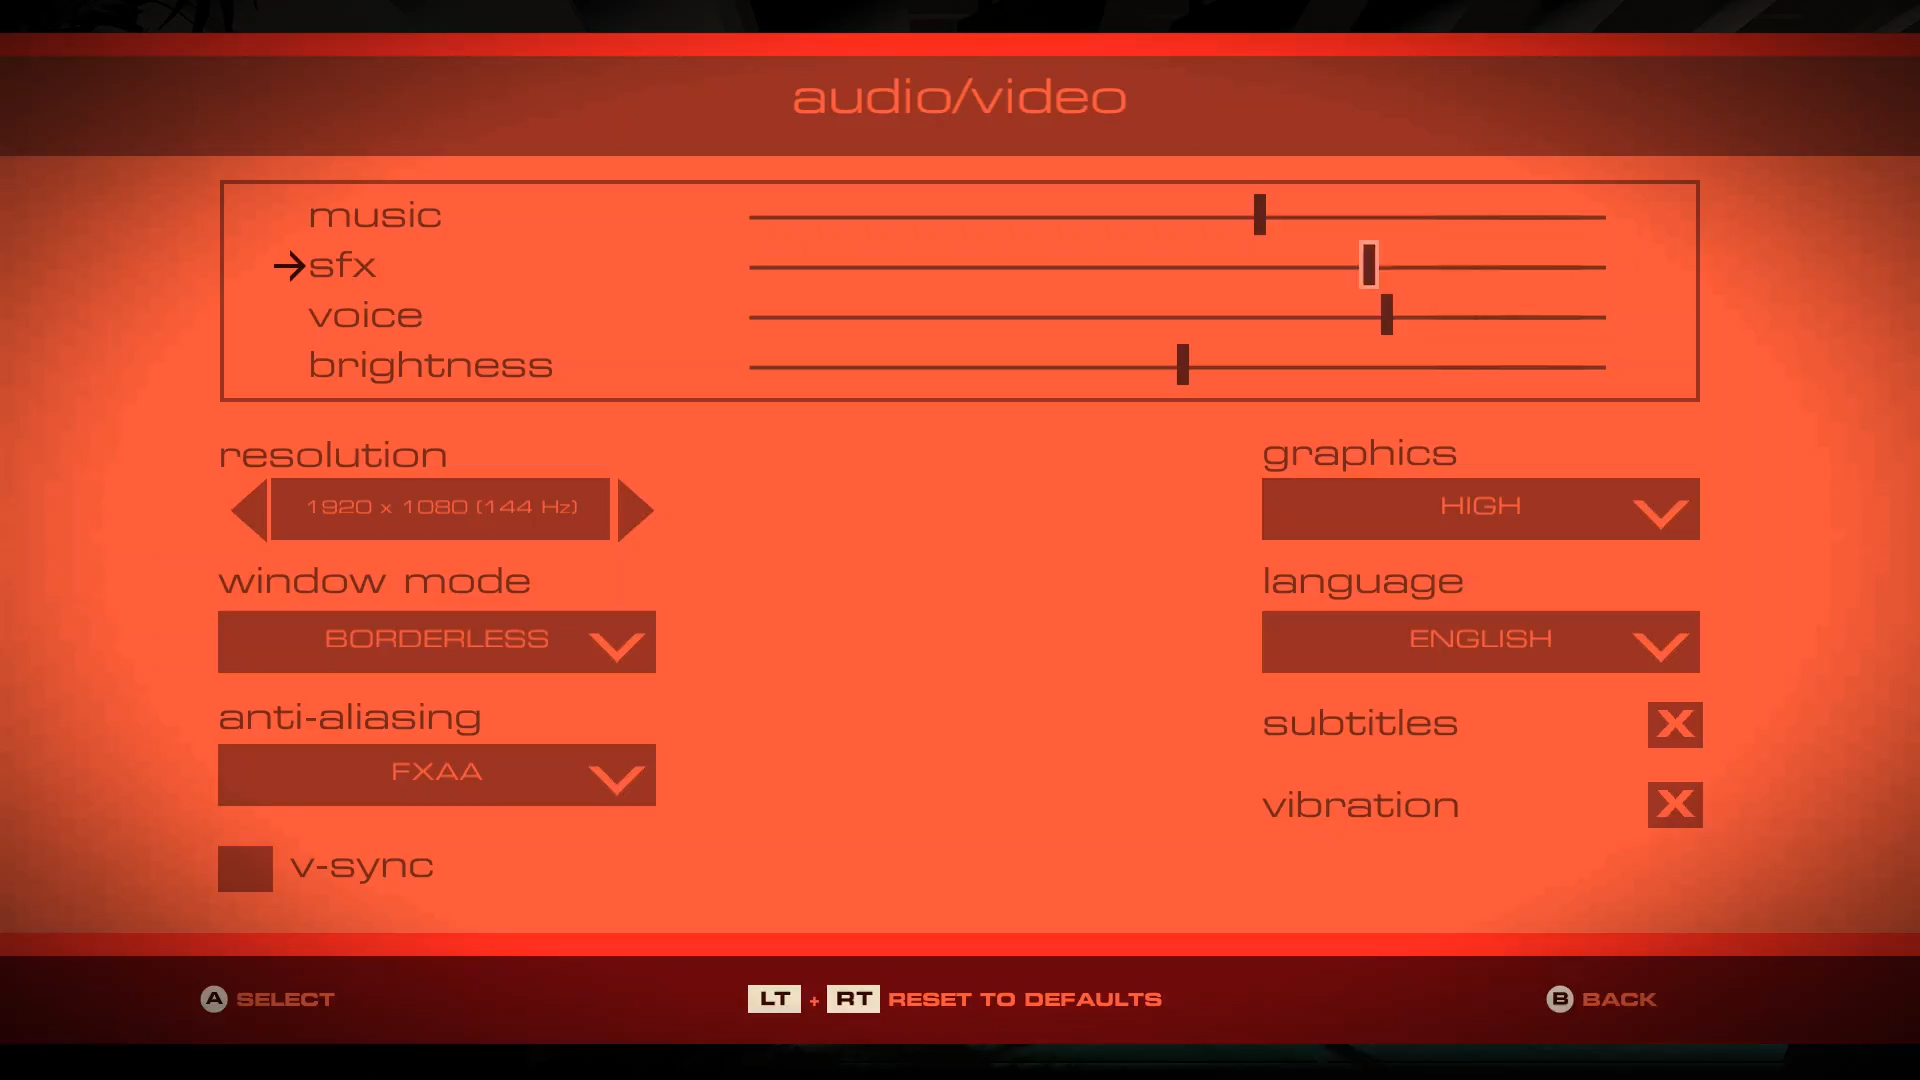 audio/video
music
sfx
voice
brightness
resolution
1920 x 1080 (144 Hz)
window mode
BORDERLESS
anti-aliasing
FXAA
v-sync
graphics
HIGH
language
ENGLISH
subtitles
X
vibration
X
A SELECT
LT + RT RESET TO DEFAULTS
B BACK